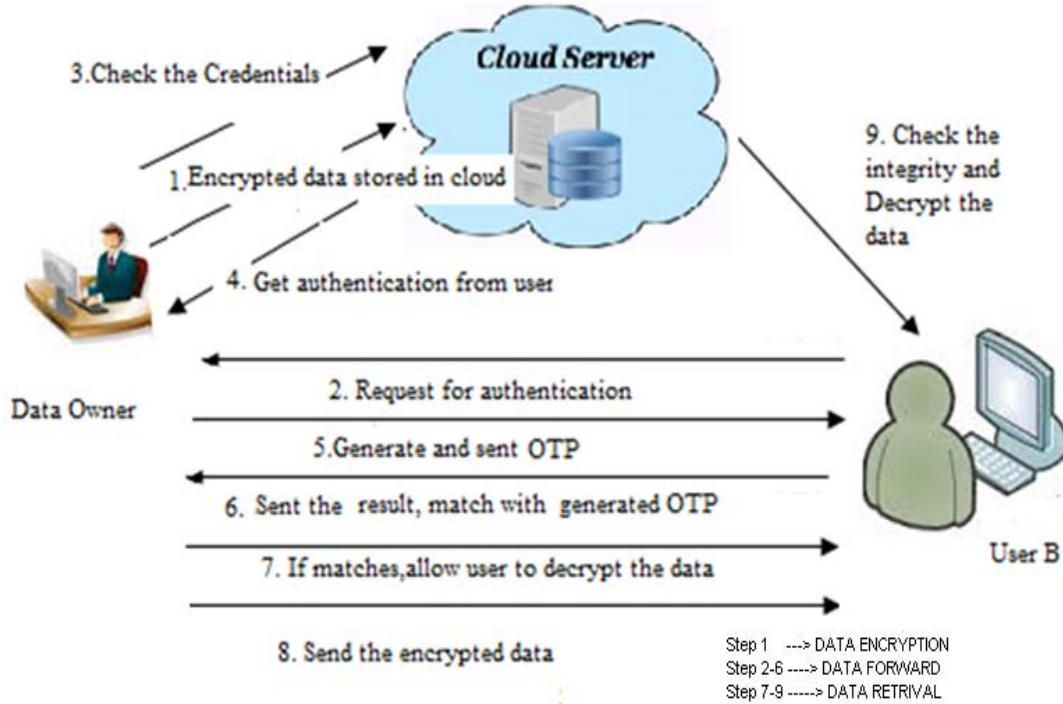 Cloud Server
3.Check the Credentials
1.Encrypted data stored in cloud
4. Get authentication from user
9. Check the
integrity and
Decrypt the
data
Data Owner
2. Request for authentication
5.Generate and sent OTP
6. Sent the result, match with generated OTP
7. If matches,allow user to decrypt the data
8. Send the encrypted data
User B
Step 1 ---> DATA ENCRYPTION
Step 2-6 ----> DATA FORWARD
Step 7-9 -----> DATA RETRIVAL